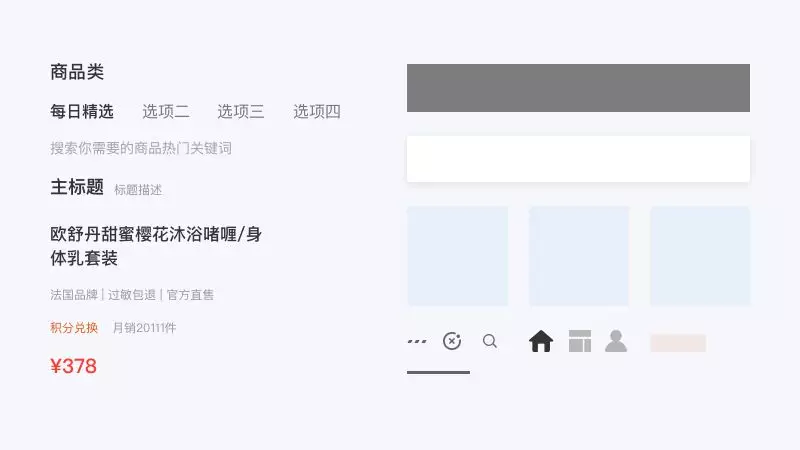 商品类
每日精选 选项二 选项三 选项四
搜索你需要的商品热门关键词
主标题 标题描述
欧舒丹甜蜜樱花沐浴啫喱/身
体乳套装
法国品牌 | 过敏包退 | 官方直售
积分兑换 月销20111件
¥378